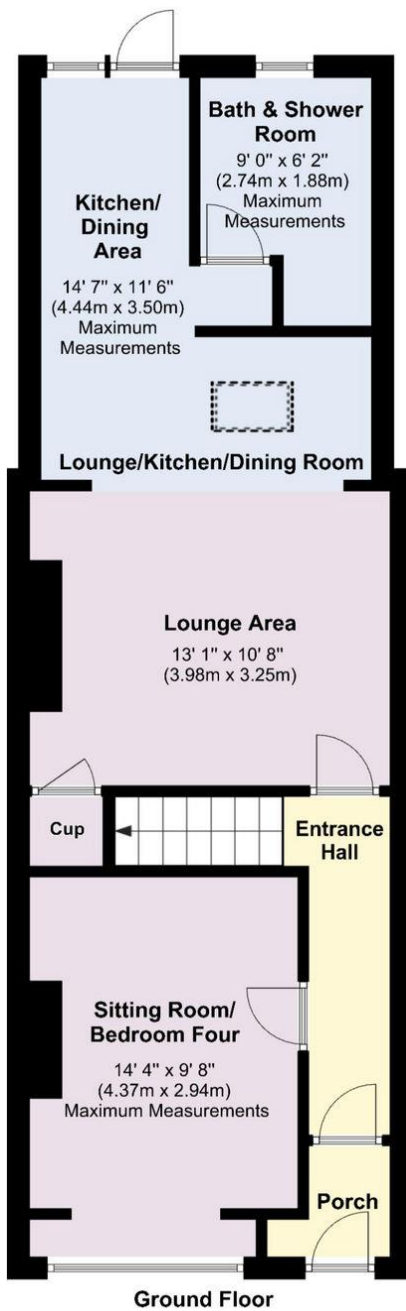 Bath & Shower
Room
9' 0" x 6' 2"
(2.74m x 1.88m)
Maximum
Measurements
Kitchen/
Dining
Area
14' 7" x 11' 6"
(4.44m x 3.50m)
Maximum
Measurements
Lounge/Kitchen/Dining Room
Lounge Area
13' 1" x 10' 8"
(3.98m x 3.25m)
Cup
Entrance
Hall
Sitting Room/
Bedroom Four
14' 4" x 9' 8"
(4.37m x 2.94m)
Maximum Measurements
Porch
Ground Floor